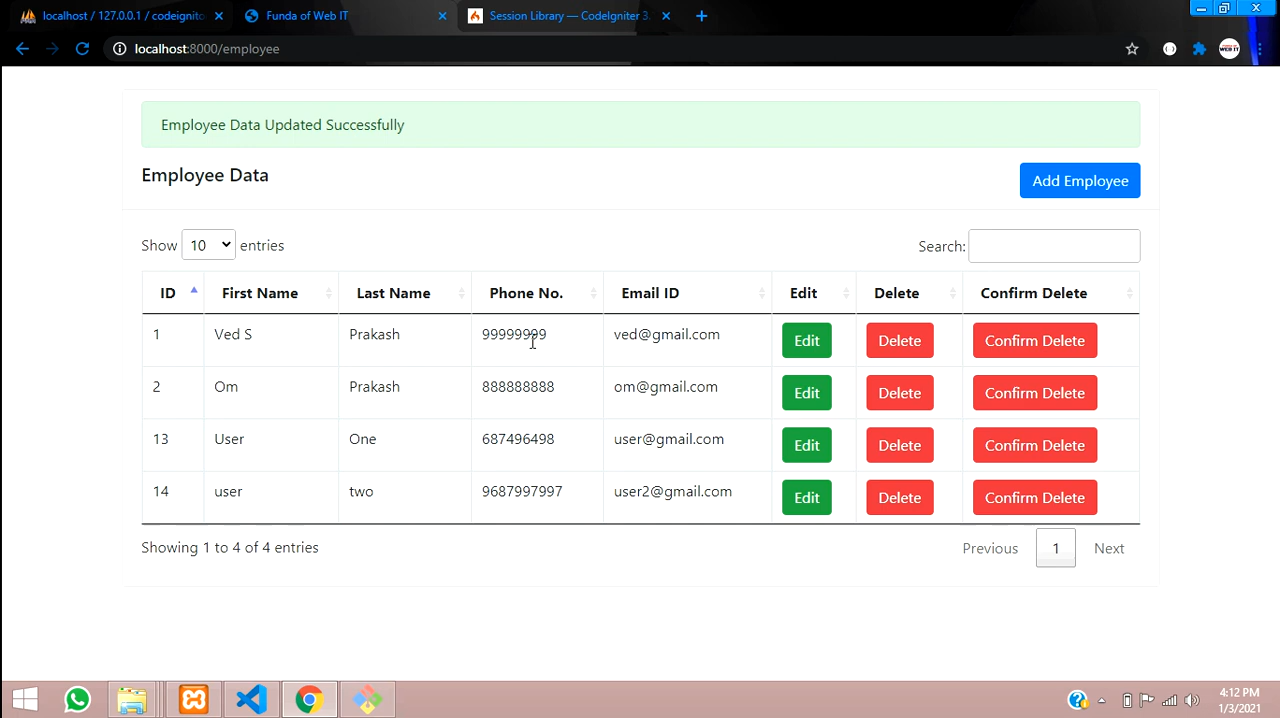 localhost / 127.0.0.1 / codeignito
Funda of Web IT
Session Library — CodeIgniter 3.
localhost:8000/employee
Employee Data Updated Successfully
Employee Data
Add Employee
Show 10 entries
Search:
ID First Name Last Name Phone No. Email ID Edit Delete Confirm Delete
1 Ved S Prakash 99999999 ved@gmail.com Edit Delete Confirm Delete
2 Om Prakash 888888888 om@gmail.com Edit Delete Confirm Delete
13 User One 687496498 user@gmail.com Edit Delete Confirm Delete
14 user two 9687997997 user2@gmail.com Edit Delete Confirm Delete
Showing 1 to 4 of 4 entries
Previous 1 Next
4:12 PM
1/3/2021